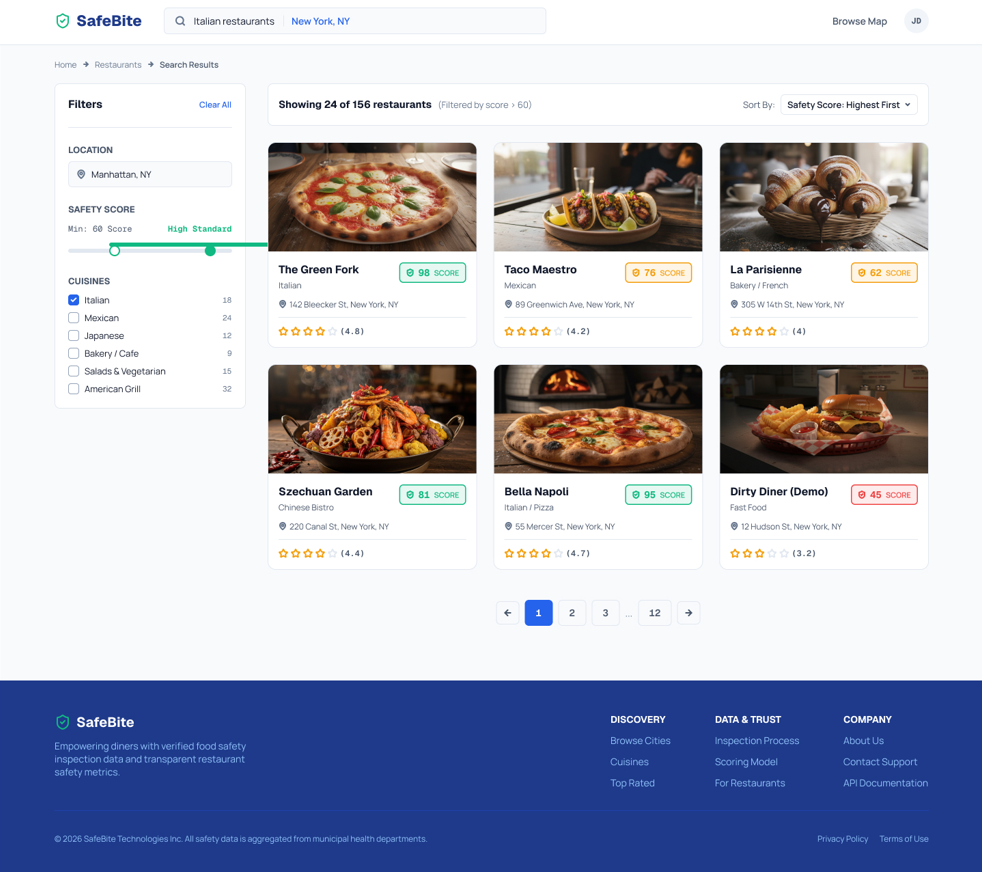 SafeBite
Italian restaurants
New York, NY
Browse Map
JD
Home → Restaurants → Search Results
Filters
Clear All
LOCATION
Manhattan, NY
SAFETY SCORE
Min: 60 Score
High Standard
CUISINES
Italian 18
Mexican 24
Japanese 12
Bakery / Cafe 9
Salads & Vegetarian 15
American Grill 32
Showing 24 of 156 restaurants (Filtered by score > 60)
Sort By: Safety Score: Highest First
The Green Fork
98 SCORE
Italian
142 Bleecker St, New York, NY
(4.8)
Taco Maestro
76 SCORE
Mexican
89 Greenwich Ave, New York, NY
(4.2)
La Parisienne
62 SCORE
Bakery / French
305 W 14th St, New York, NY
(4)
Szechuan Garden
81 SCORE
Chinese Bistro
220 Canal St, New York, NY
(4.4)
Bella Napoli
95 SCORE
Italian / Pizza
55 Mercer St, New York, NY
(4.7)
Dirty Diner (Demo)
45 SCORE
Fast Food
12 Hudson St, New York, NY
(3.2)
← 1 2 3 ... 12 →
SafeBite
Empowering diners with verified food safety
inspection data and transparent restaurant
safety metrics.
DISCOVERY
Browse Cities
Cuisines
Top Rated
DATA & TRUST
Inspection Process
Scoring Model
For Restaurants
COMPANY
About Us
Contact Support
API Documentation
© 2026 SafeBite Technologies Inc. All safety data is aggregated from municipal health departments.
Privacy Policy
Terms of Use